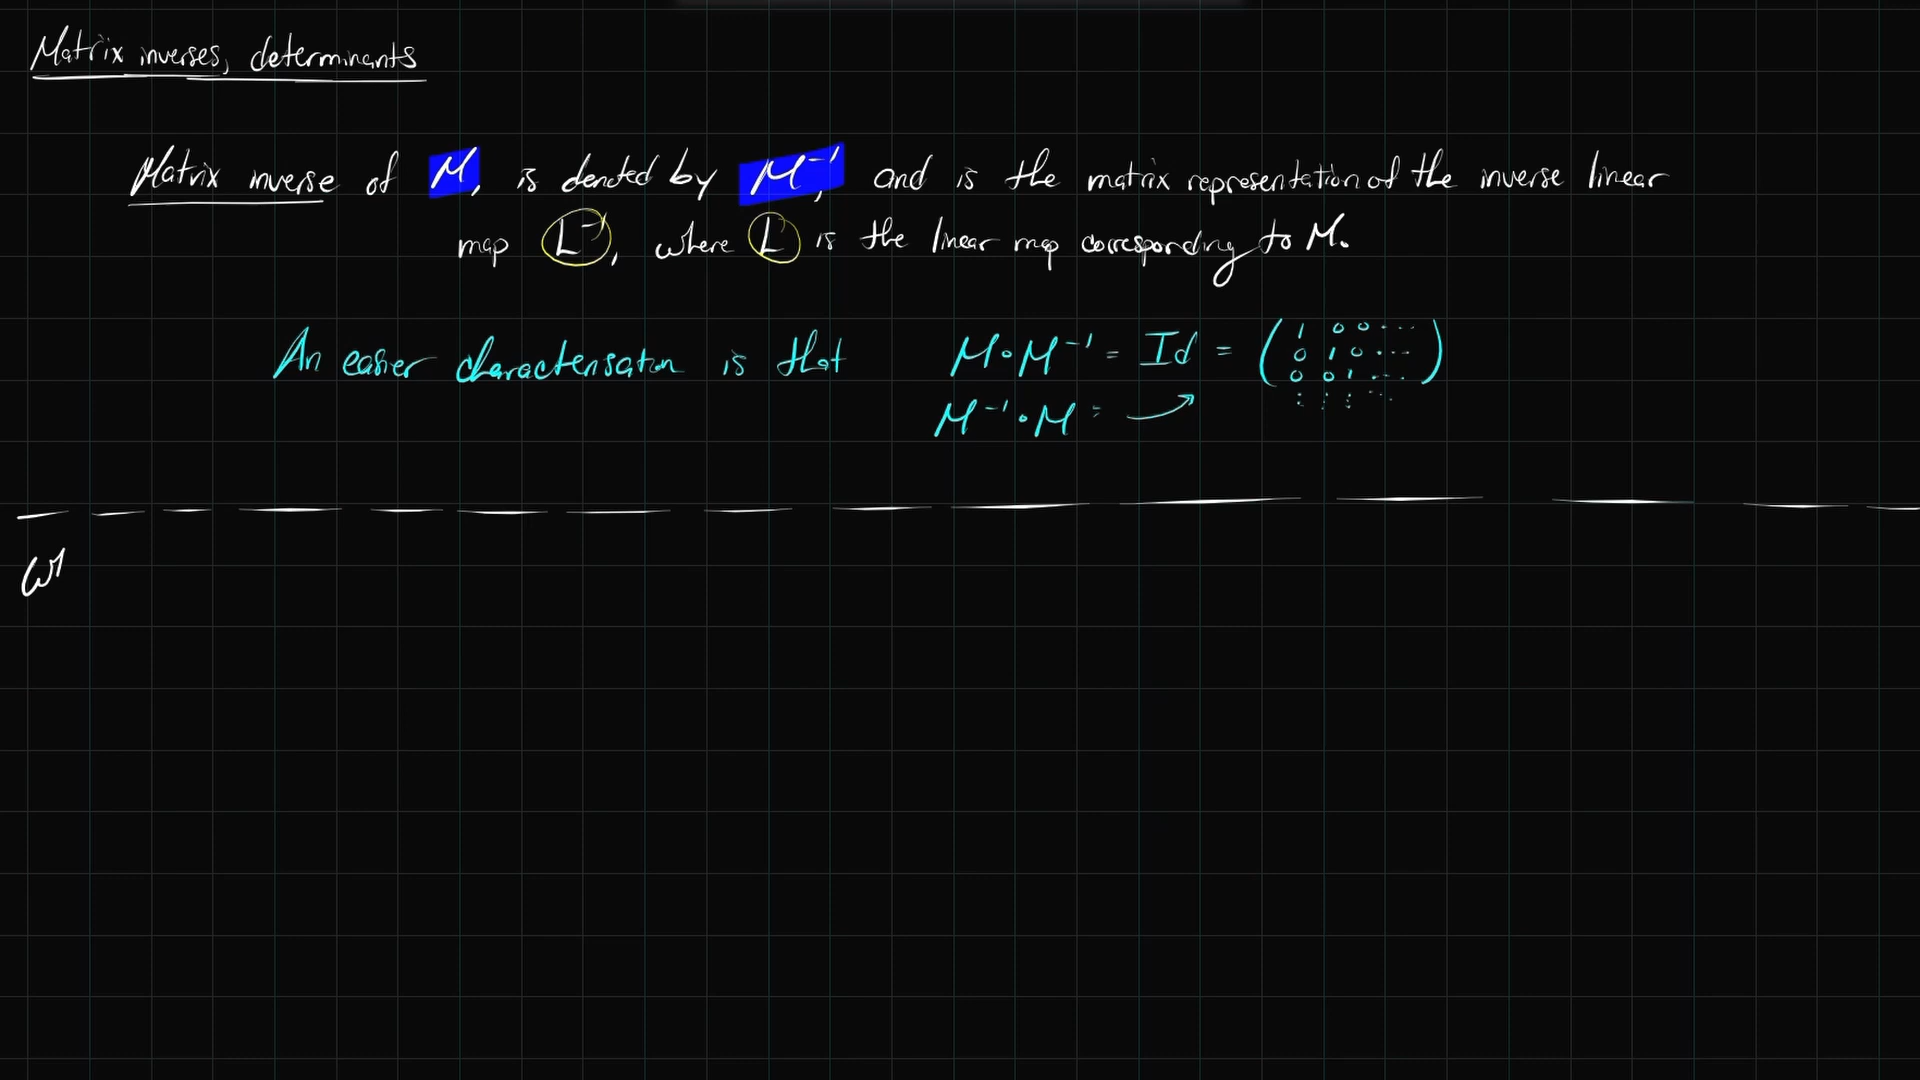 Matrix inverses, determinants
Matrix inverse of M, is denoted by M⁻¹, and is the matrix representation of the inverse linear
map L⁻¹, where L is the linear map corresponding to M.
An easier characterisation is that M∘M⁻¹ = Id = ( 1 0 0 ...
0 1 0 ...
0 0 1 ... )
⋮ ⋮ ⋮ ⋱
M⁻¹∘M =